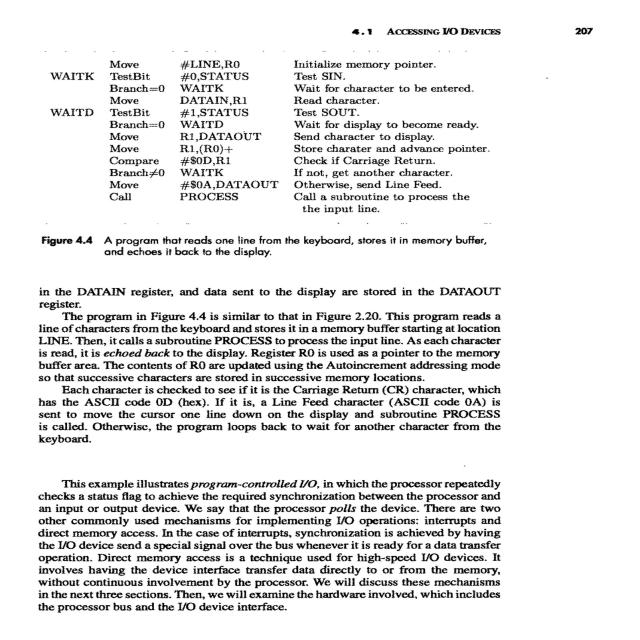 4.1 ACCESSING I/O DEVICES 207
Move #LINE,R0 Initialize memory pointer.
WAITK TestBit #0,STATUS Test SIN.
Branch=0 WAITK Wait for character to be entered.
Move DATAIN,R1 Read character.
WAITD TestBit #1,STATUS Test SOUT.
Branch=0 WAITD Wait for display to become ready.
Move R1,DATAOUT Send character to display.
Move R1,(R0)+ Store charater and advance pointer.
Compare #$0D,R1 Check if Carriage Return.
Branch≠0 WAITK If not, get another character.
Move #$0A,DATAOUT Otherwise, send Line Feed.
Call PROCESS Call a subroutine to process the
the input line.
Figure 4.4 A program that reads one line from the keyboard, stores it in memory buffer,
and echoes it back to the display.
in the DATAIN register, and data sent to the display are stored in the DATAOUT
register.
The program in Figure 4.4 is similar to that in Figure 2.20. This program reads a
line of characters from the keyboard and stores it in a memory buffer starting at location
LINE. Then, it calls a subroutine PROCESS to process the input line. As each character
is read, it is echoed back to the display. Register R0 is used as a pointer to the memory
buffer area. The contents of R0 are updated using the Autoincrement addressing mode
so that successive characters are stored in successive memory locations.
Each character is checked to see if it is the Carriage Return (CR) character, which
has the ASCII code 0D (hex). If it is, a Line Feed character (ASCII code 0A) is
sent to move the cursor one line down on the display and subroutine PROCESS
is called. Otherwise, the program loops back to wait for another character from the
keyboard.
This example illustrates program-controlled I/O, in which the processor repeatedly
checks a status flag to achieve the required synchronization between the processor and
an input or output device. We say that the processor polls the device. There are two
other commonly used mechanisms for implementing I/O operations: interrupts and
direct memory access. In the case of interrupts, synchronization is achieved by having
the I/O device send a special signal over the bus whenever it is ready for a data transfer
operation. Direct memory access is a technique used for high-speed I/O devices. It
involves having the device interface transfer data directly to or from the memory,
without continuous involvement by the processor. We will discuss these mechanisms
in the next three sections. Then, we will examine the hardware involved, which includes
the processor bus and the I/O device interface.